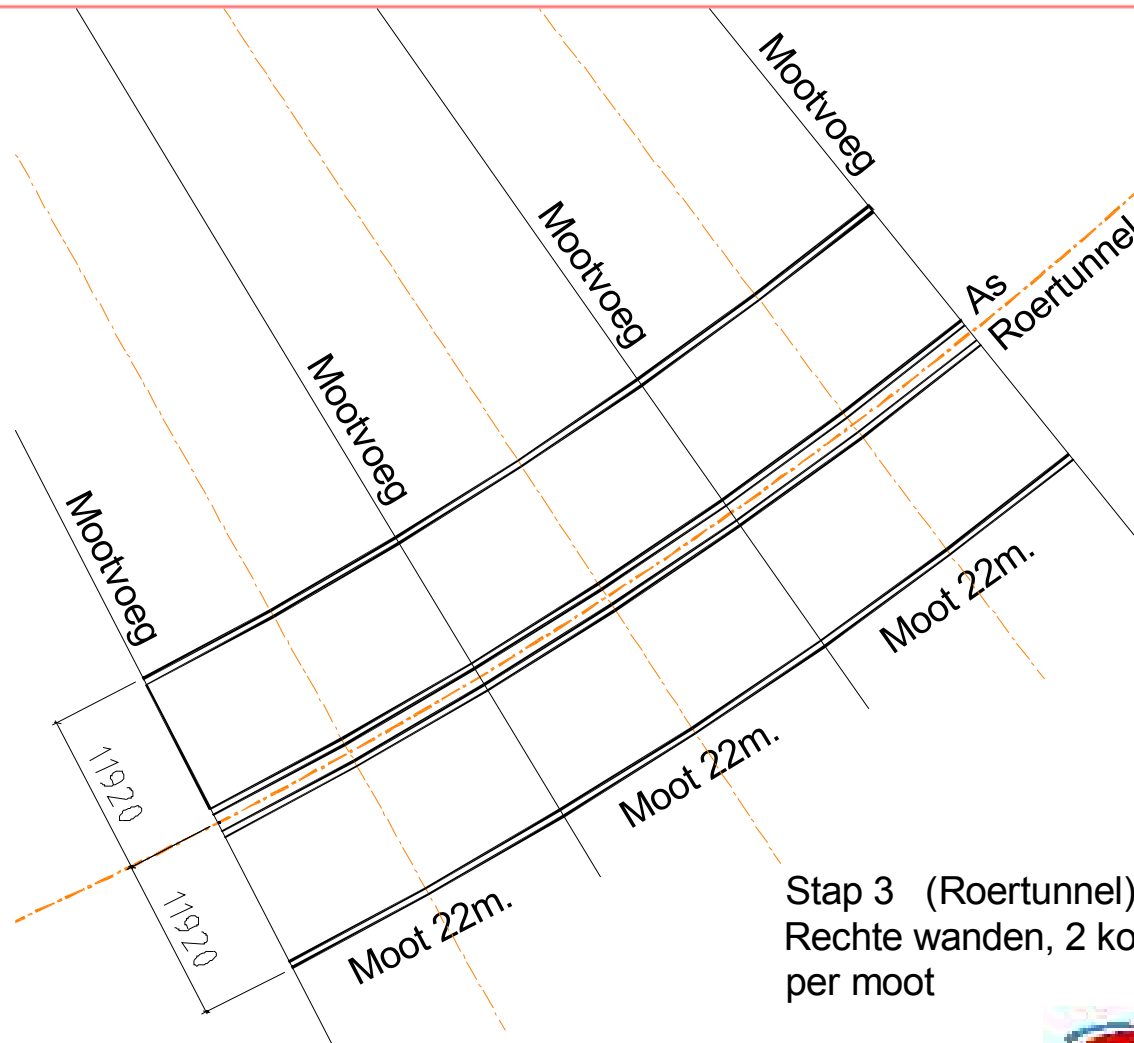 Mootvoeg
Mootvoeg
Mootvoeg
Mootvoeg
As
Roertunnel
11920
11920
Moot 22m.
Moot 22m.
Moot 22m.
Stap 3 (Roertunnel)
Rechte wanden, 2 ko
per moot